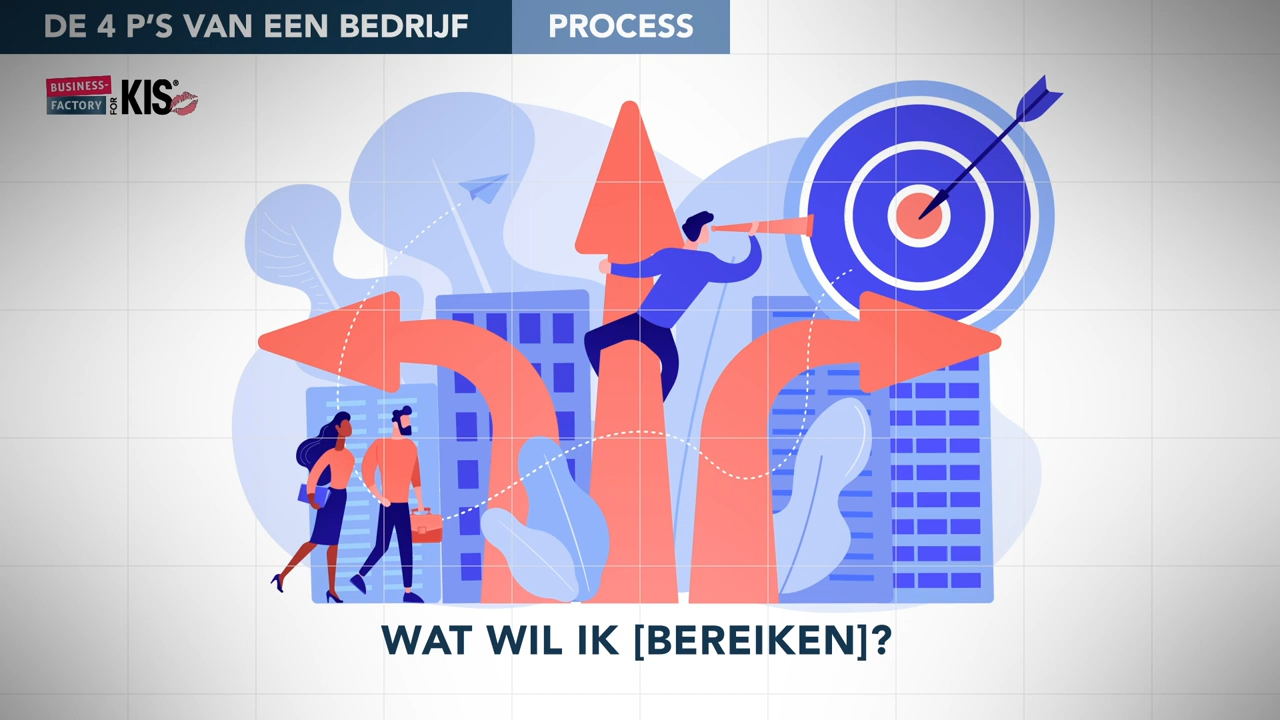 DE 4 P'S VAN EEN BEDRIJF
PROCESS
BUSINESS-
FACTORY
FOR
KIS®
WAT WIL IK [BEREIKEN]?